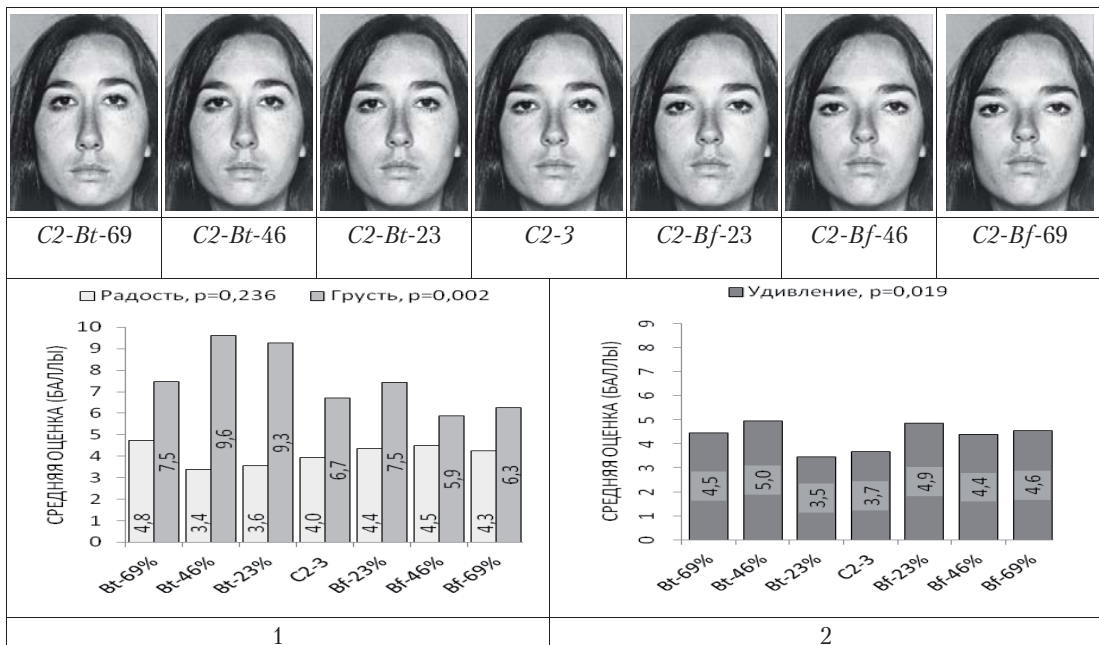 C2-Bt-69 C2-Bt-46 C2-Bt-23 C2-3 C2-Bf-23 C2-Bf-46 C2-Bf-69
Радость, p=0,236 Грусть, p=0,002
СРЕДНЯЯ ОЦЕНКА (БАЛЛЫ)
10
9
8
7
6
5
4
3
2
1
0
4,8 7,5 3,4 9,6 3,6 9,3 4,0 6,7 4,4 7,5 4,5 5,9 4,3 6,3
Bt-69% Bt-46% Bt-23% C2-3 Bf-23% Bf-46% Bf-69%
1
Удивление, p=0,019
СРЕДНЯЯ ОЦЕНКА (БАЛЛЫ)
9
8
7
6
5
4
3
2
1
0
4,5 5,0 3,5 3,7 4,9 4,4 4,6
Bt-69% Bt-46% Bt-23% C2-3 Bf-23% Bf-46% Bf-69%
2